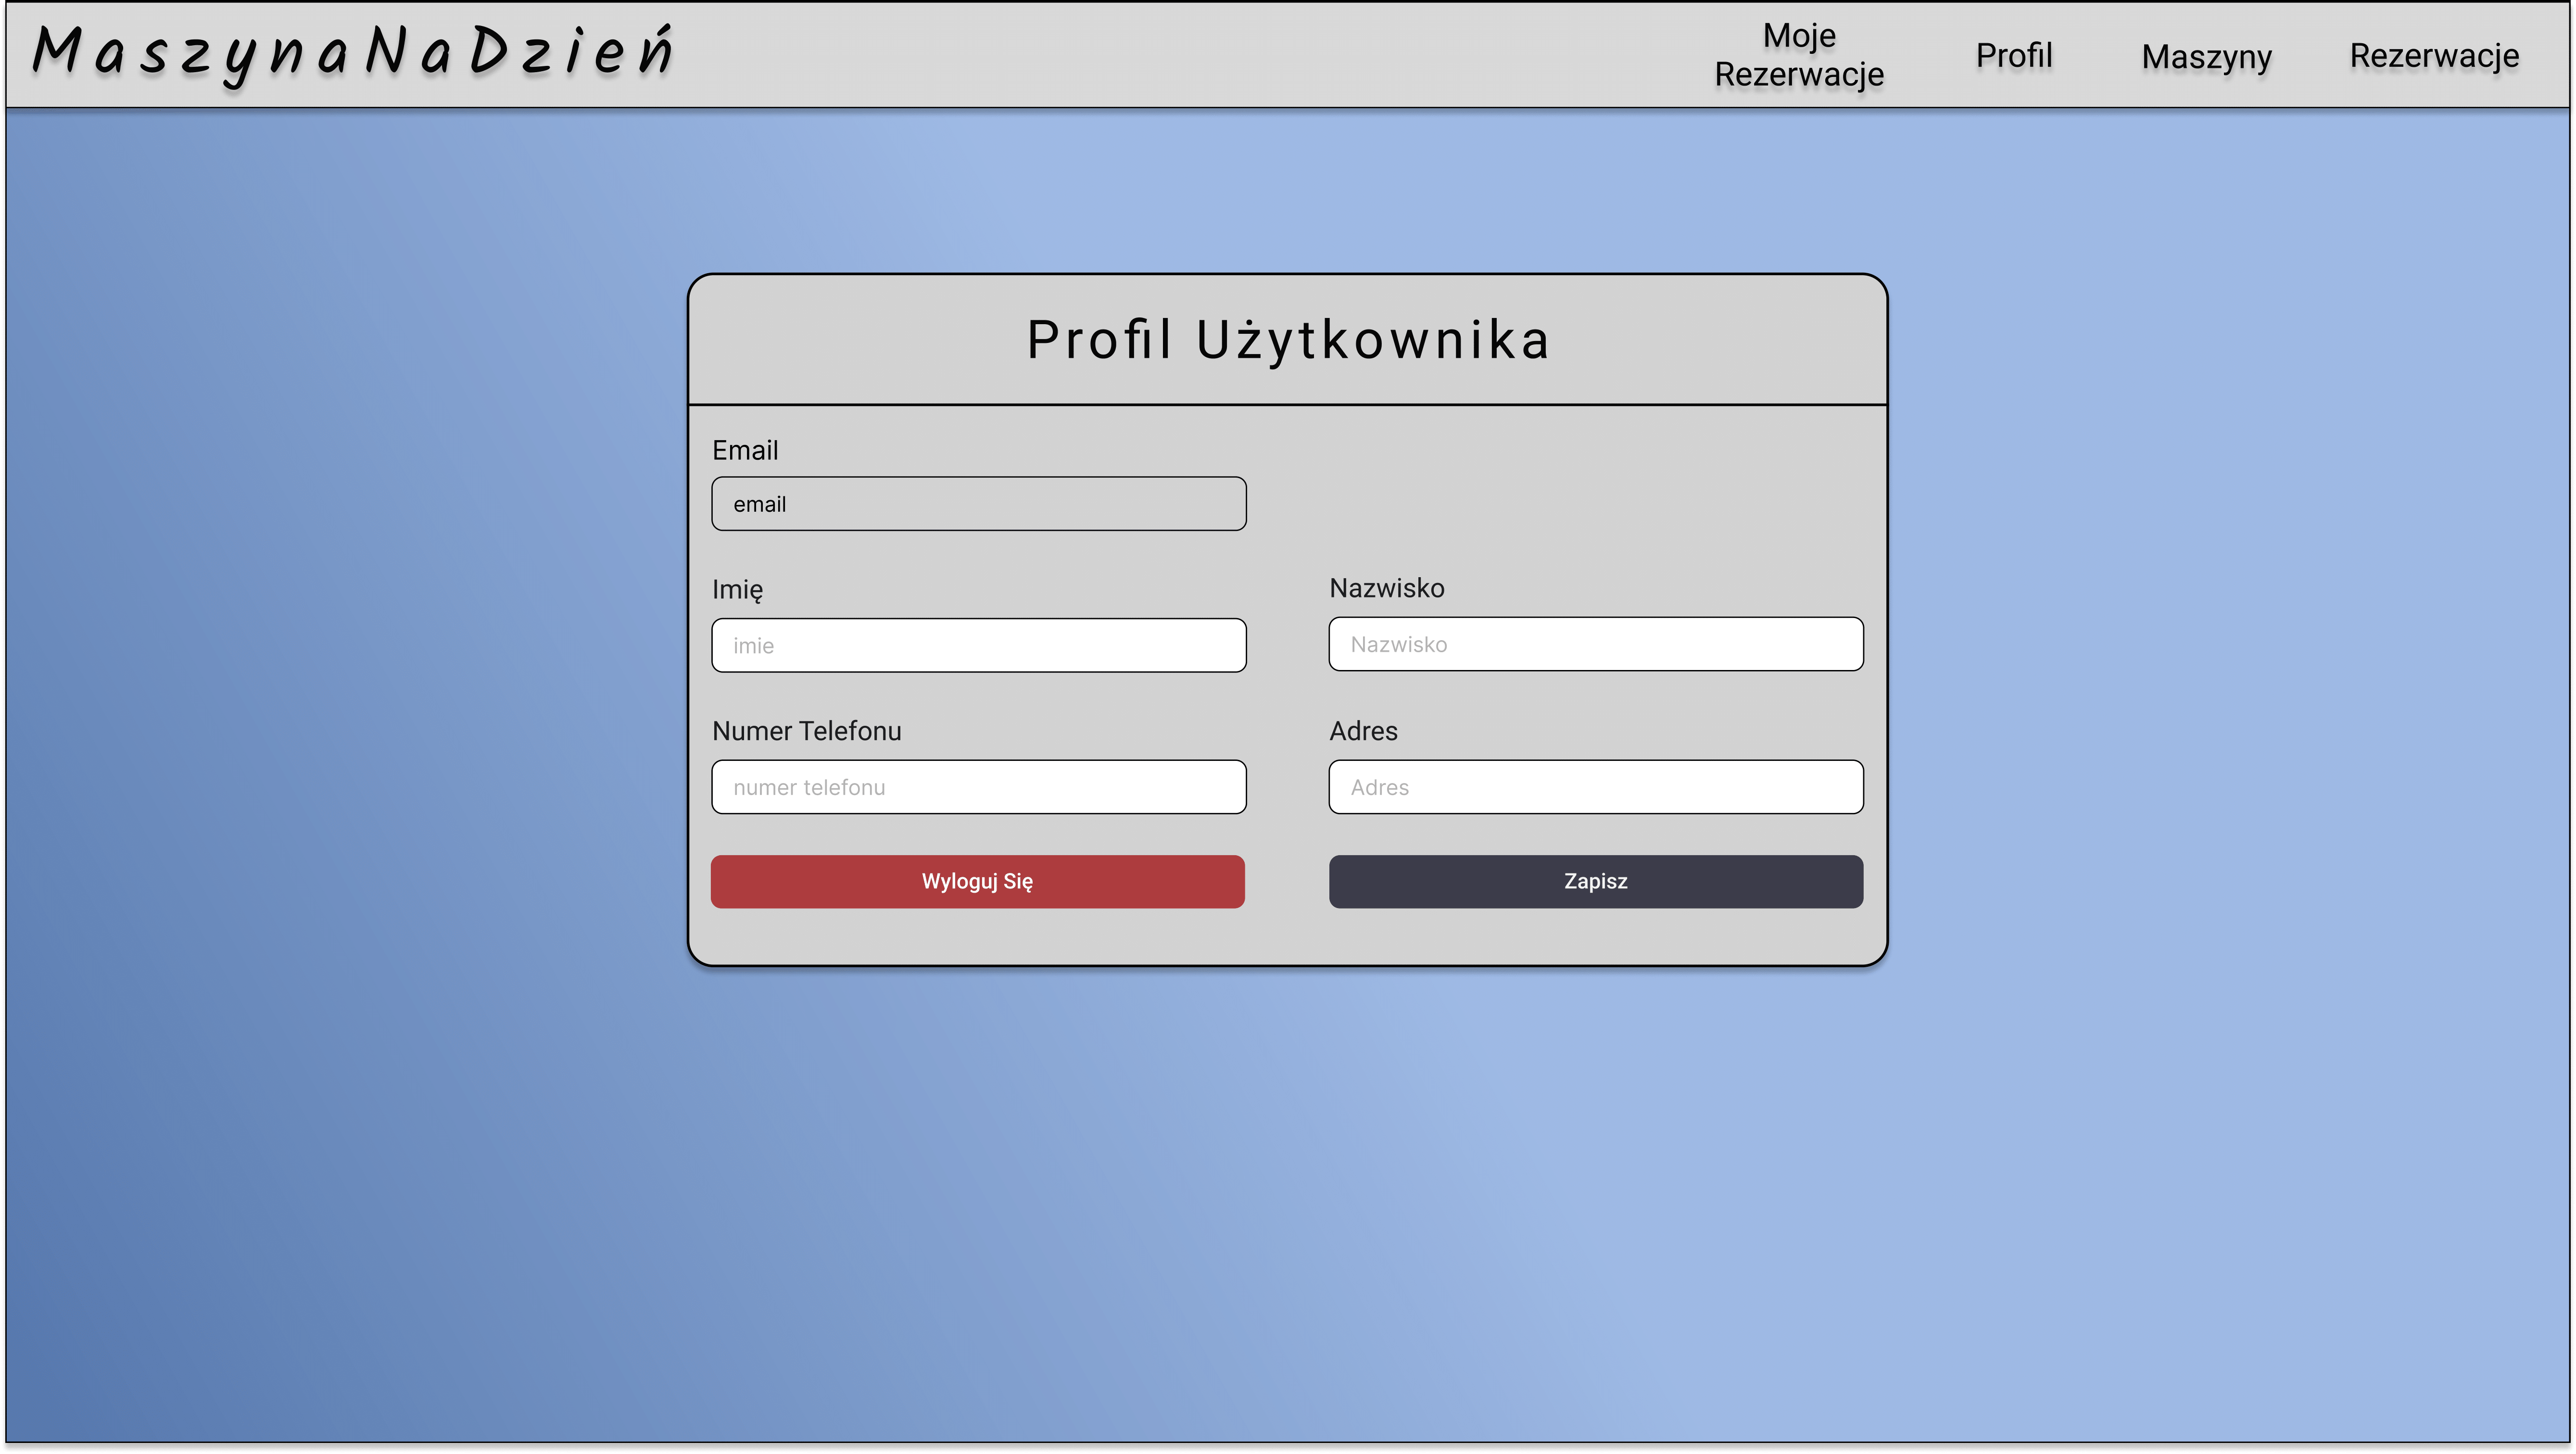 MaszynaNaDzień
Moje
Rezerwacje
Profil
Maszyny
Rezerwacje
Profil Użytkownika
Email
email
Imię
Nazwisko
imie
Nazwisko
Numer Telefonu
Adres
numer telefonu
Adres
Wyloguj Się
Zapisz